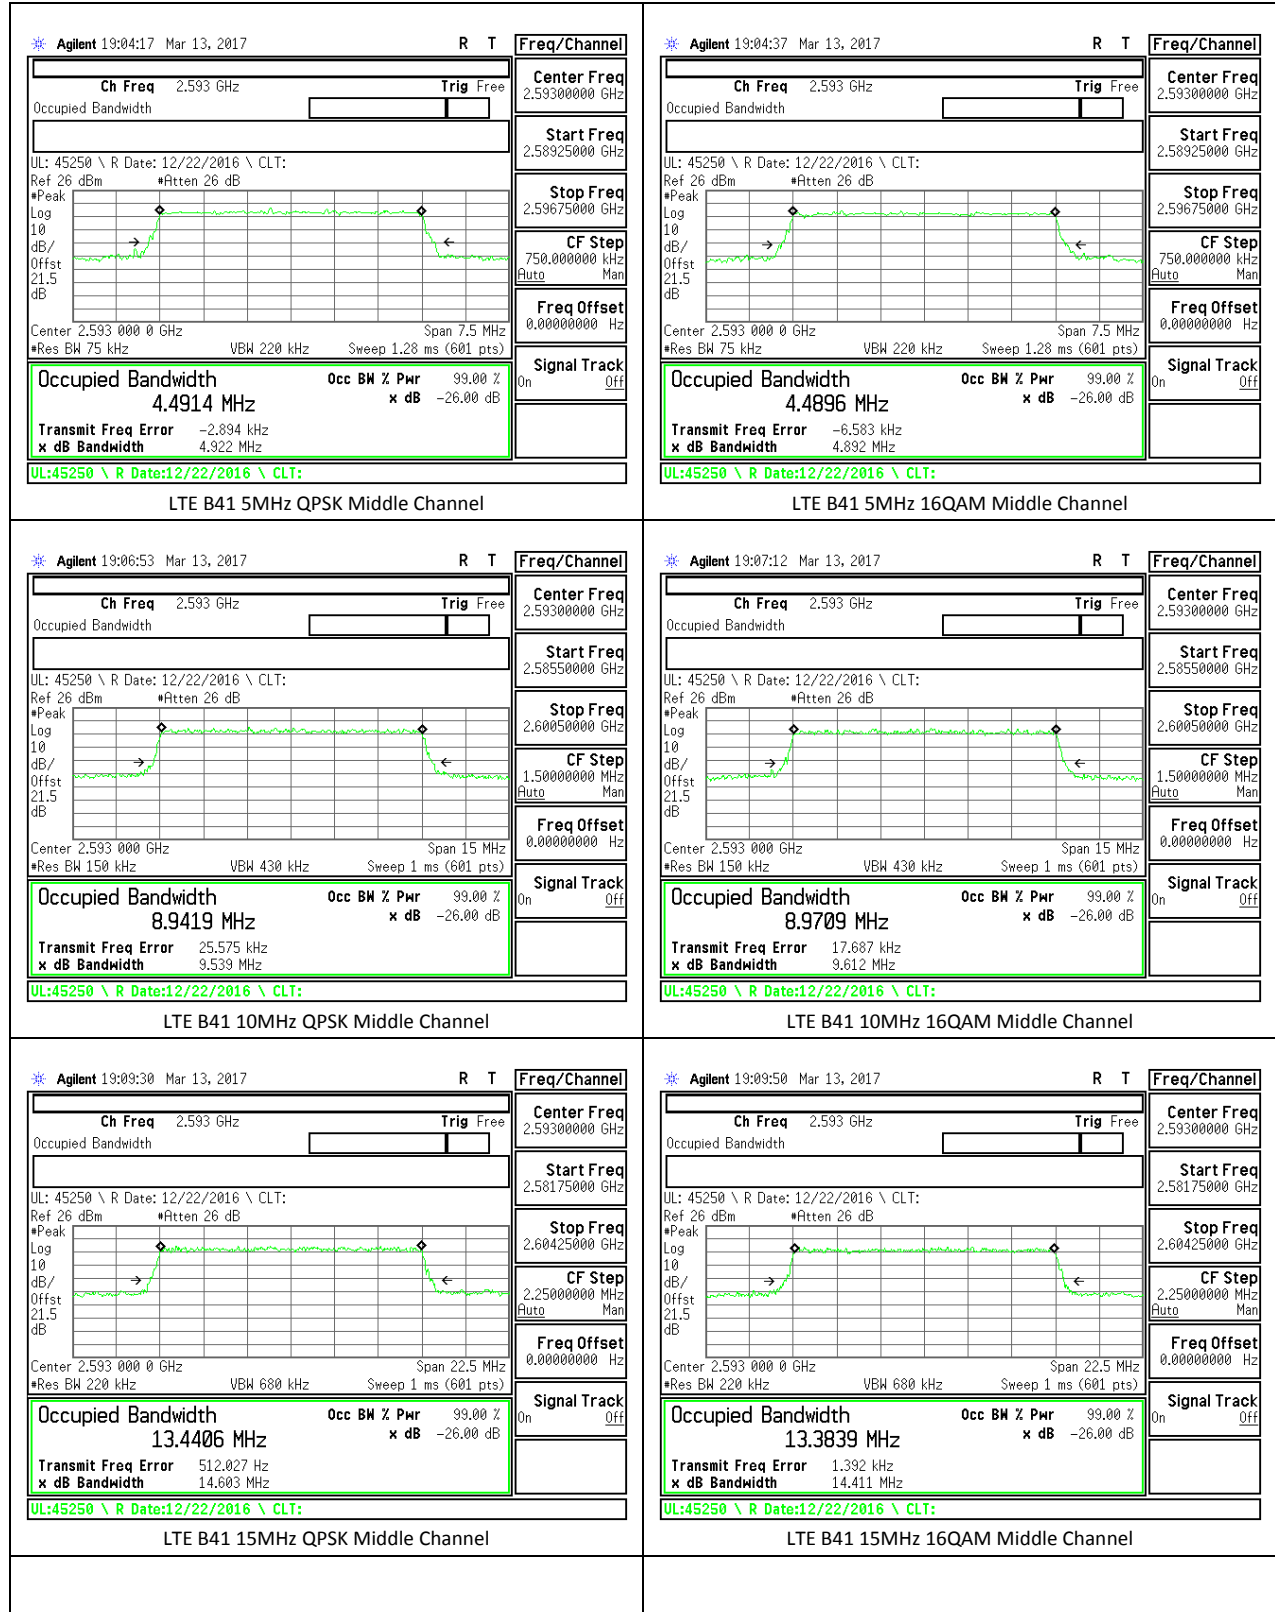 Agilent 19:04:17 Mar 13, 2017 R T Freq/Channel
Ch Freq 2.593 GHz Trig Free
Occupied Bandwidth
Center Freq
2.59300000 GHz
Start Freq
2.58925000 GHz
Stop Freq
2.59675000 GHz
CF Step
750.000000 kHz
Auto Man
Freq Offset
0.00000000 Hz
Signal Track
On Off
UL: 45250 \ R Date: 12/22/2016 \ CLT:
Ref 26 dBm #Atten 26 dB
#Peak
Log
10
dB/
Offst
21.5
dB
Center 2.593 000 0 GHz Span 7.5 MHz
#Res BW 75 kHz VBW 220 kHz Sweep 1.28 ms (601 pts)
Occupied Bandwidth Occ BW % Pwr 99.00 %
4.4914 MHz x dB -26.00 dB
Transmit Freq Error -2.894 kHz
x dB Bandwidth 4.922 MHz
UL:45250 \ R Date:12/22/2016 \ CLT:
LTE B41 5MHz QPSK Middle Channel
Agilent 19:04:37 Mar 13, 2017 R T Freq/Channel
Ch Freq 2.593 GHz Trig Free
Occupied Bandwidth
Center Freq
2.59300000 GHz
Start Freq
2.58925000 GHz
Stop Freq
2.59675000 GHz
CF Step
750.000000 kHz
Auto Man
Freq Offset
0.00000000 Hz
Signal Track
On Off
UL: 45250 \ R Date: 12/22/2016 \ CLT:
Ref 26 dBm #Atten 26 dB
#Peak
Log
10
dB/
Offst
21.5
dB
Center 2.593 000 0 GHz Span 7.5 MHz
#Res BW 75 kHz VBW 220 kHz Sweep 1.28 ms (601 pts)
Occupied Bandwidth Occ BW % Pwr 99.00 %
4.4896 MHz x dB -26.00 dB
Transmit Freq Error -6.583 kHz
x dB Bandwidth 4.892 MHz
UL:45250 \ R Date:12/22/2016 \ CLT:
LTE B41 5MHz 16QAM Middle Channel
Agilent 19:06:53 Mar 13, 2017 R T Freq/Channel
Ch Freq 2.593 GHz Trig Free
Occupied Bandwidth
Center Freq
2.59300000 GHz
Start Freq
2.58550000 GHz
Stop Freq
2.60050000 GHz
CF Step
1.50000000 MHz
Auto Man
Freq Offset
0.00000000 Hz
Signal Track
On Off
UL: 45250 \ R Date: 12/22/2016 \ CLT:
Ref 26 dBm #Atten 26 dB
#Peak
Log
10
dB/
Offst
21.5
dB
Center 2.593 000 GHz Span 15 MHz
#Res BW 150 kHz VBW 430 kHz Sweep 1 ms (601 pts)
Occupied Bandwidth Occ BW % Pwr 99.00 %
8.9419 MHz x dB -26.00 dB
Transmit Freq Error 25.575 kHz
x dB Bandwidth 9.539 MHz
UL:45250 \ R Date:12/22/2016 \ CLT:
LTE B41 10MHz QPSK Middle Channel
Agilent 19:07:12 Mar 13, 2017 R T Freq/Channel
Ch Freq 2.593 GHz Trig Free
Occupied Bandwidth
Center Freq
2.59300000 GHz
Start Freq
2.58550000 GHz
Stop Freq
2.60050000 GHz
CF Step
1.50000000 MHz
Auto Man
Freq Offset
0.00000000 Hz
Signal Track
On Off
UL: 45250 \ R Date: 12/22/2016 \ CLT:
Ref 26 dBm #Atten 26 dB
#Peak
Log
10
dB/
Offst
21.5
dB
Center 2.593 000 GHz Span 15 MHz
#Res BW 150 kHz VBW 430 kHz Sweep 1 ms (601 pts)
Occupied Bandwidth Occ BW % Pwr 99.00 %
8.9709 MHz x dB -26.00 dB
Transmit Freq Error 17.687 kHz
x dB Bandwidth 9.612 MHz
UL:45250 \ R Date:12/22/2016 \ CLT:
LTE B41 10MHz 16QAM Middle Channel
Agilent 19:09:30 Mar 13, 2017 R T Freq/Channel
Ch Freq 2.593 GHz Trig Free
Occupied Bandwidth
Center Freq
2.59300000 GHz
Start Freq
2.58175000 GHz
Stop Freq
2.60425000 GHz
CF Step
2.25000000 MHz
Auto Man
Freq Offset
0.00000000 Hz
Signal Track
On Off
UL: 45250 \ R Date: 12/22/2016 \ CLT:
Ref 26 dBm #Atten 26 dB
#Peak
Log
10
dB/
Offst
21.5
dB
Center 2.593 000 0 GHz Span 22.5 MHz
#Res BW 220 kHz VBW 680 kHz Sweep 1 ms (601 pts)
Occupied Bandwidth Occ BW % Pwr 99.00 %
13.4406 MHz x dB -26.00 dB
Transmit Freq Error 512.027 Hz
x dB Bandwidth 14.603 MHz
UL:45250 \ R Date:12/22/2016 \ CLT:
LTE B41 15MHz QPSK Middle Channel
Agilent 19:09:50 Mar 13, 2017 R T Freq/Channel
Ch Freq 2.593 GHz Trig Free
Occupied Bandwidth
Center Freq
2.59300000 GHz
Start Freq
2.58175000 GHz
Stop Freq
2.60425000 GHz
CF Step
2.25000000 MHz
Auto Man
Freq Offset
0.00000000 Hz
Signal Track
On Off
UL: 45250 \ R Date: 12/22/2016 \ CLT:
Ref 26 dBm #Atten 26 dB
#Peak
Log
10
dB/
Offst
21.5
dB
Center 2.593 000 0 GHz Span 22.5 MHz
#Res BW 220 kHz VBW 680 kHz Sweep 1 ms (601 pts)
Occupied Bandwidth Occ BW % Pwr 99.00 %
13.3839 MHz x dB -26.00 dB
Transmit Freq Error 1.392 kHz
x dB Bandwidth 14.411 MHz
UL:45250 \ R Date:12/22/2016 \ CLT:
LTE B41 15MHz 16QAM Middle Channel